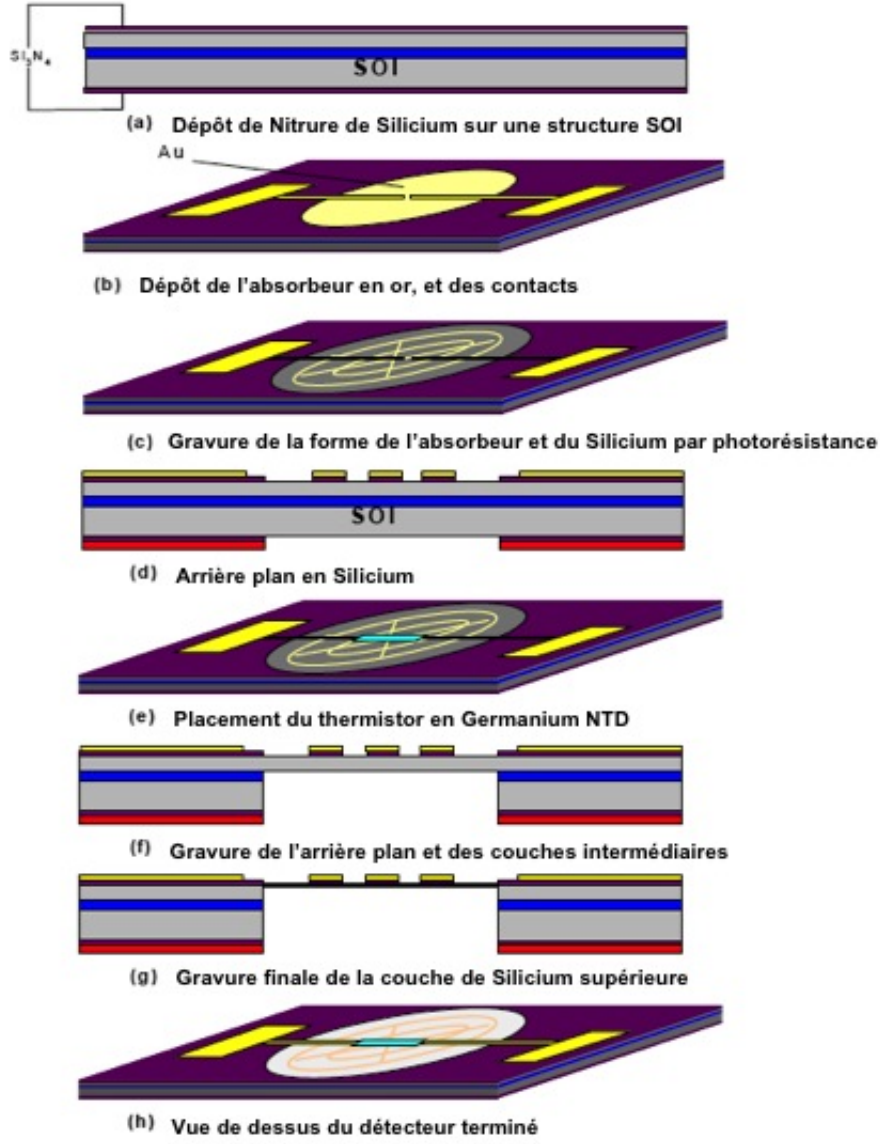 Si3N4
SOI
(a) Dépôt de Nitrure de Silicium sur une structure SOI
Au
(b) Dépôt de l'absorbeur en or, et des contacts
(c) Gravure de la forme de l'absorbeur et du Silicium par photorésistance
SOI
(d) Arrière plan en Silicium
(e) Placement du thermistor en Germanium NTD
(f) Gravure de l'arrière plan et des couches intermédiaires
(g) Gravure finale de la couche de Silicium supérieure
(h) Vue de dessus du détecteur terminé